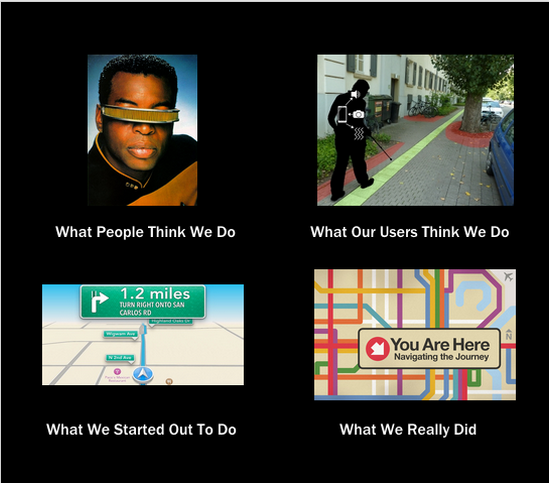 What People Think We Do
What Our Users Think We Do
1.2 miles
TURN RIGHT ONTO SAN
CARLOS RD
Wigwam Ave
N 2nd Ave
You Are Here
Navigating the Journey
N
What We Started Out To Do
What We Really Did